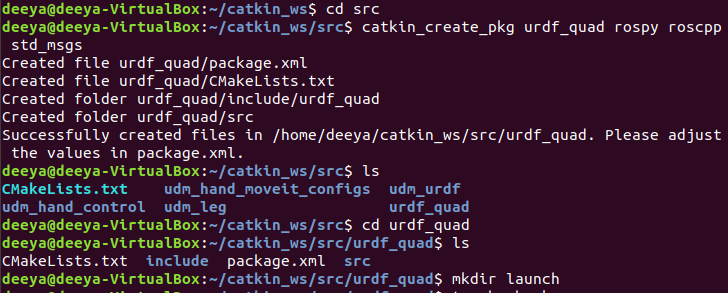 deeya@deeya-VirtualBox:~/catkin_ws$ cd src
deeya@deeya-VirtualBox:~/catkin_ws/src$ catkin_create_pkg urdf_quad rospy roscpp
 std_msgs
Created file urdf_quad/package.xml
Created file urdf_quad/CMakeLists.txt
Created folder urdf_quad/include/urdf_quad
Created folder urdf_quad/src
Successfully created files in /home/deeya/catkin_ws/src/urdf_quad. Please adjust
 the values in package.xml.
deeya@deeya-VirtualBox:~/catkin_ws/src$ ls
CMakeLists.txt    udm_hand_moveit_configs  udm_urdf
udm_hand_control  udm_leg                  urdf_quad
deeya@deeya-VirtualBox:~/catkin_ws/src$ cd urdf_quad
deeya@deeya-VirtualBox:~/catkin_ws/src/urdf_quad$ ls
CMakeLists.txt  include  package.xml  src
deeya@deeya-VirtualBox:~/catkin_ws/src/urdf_quad$ mkdir launch